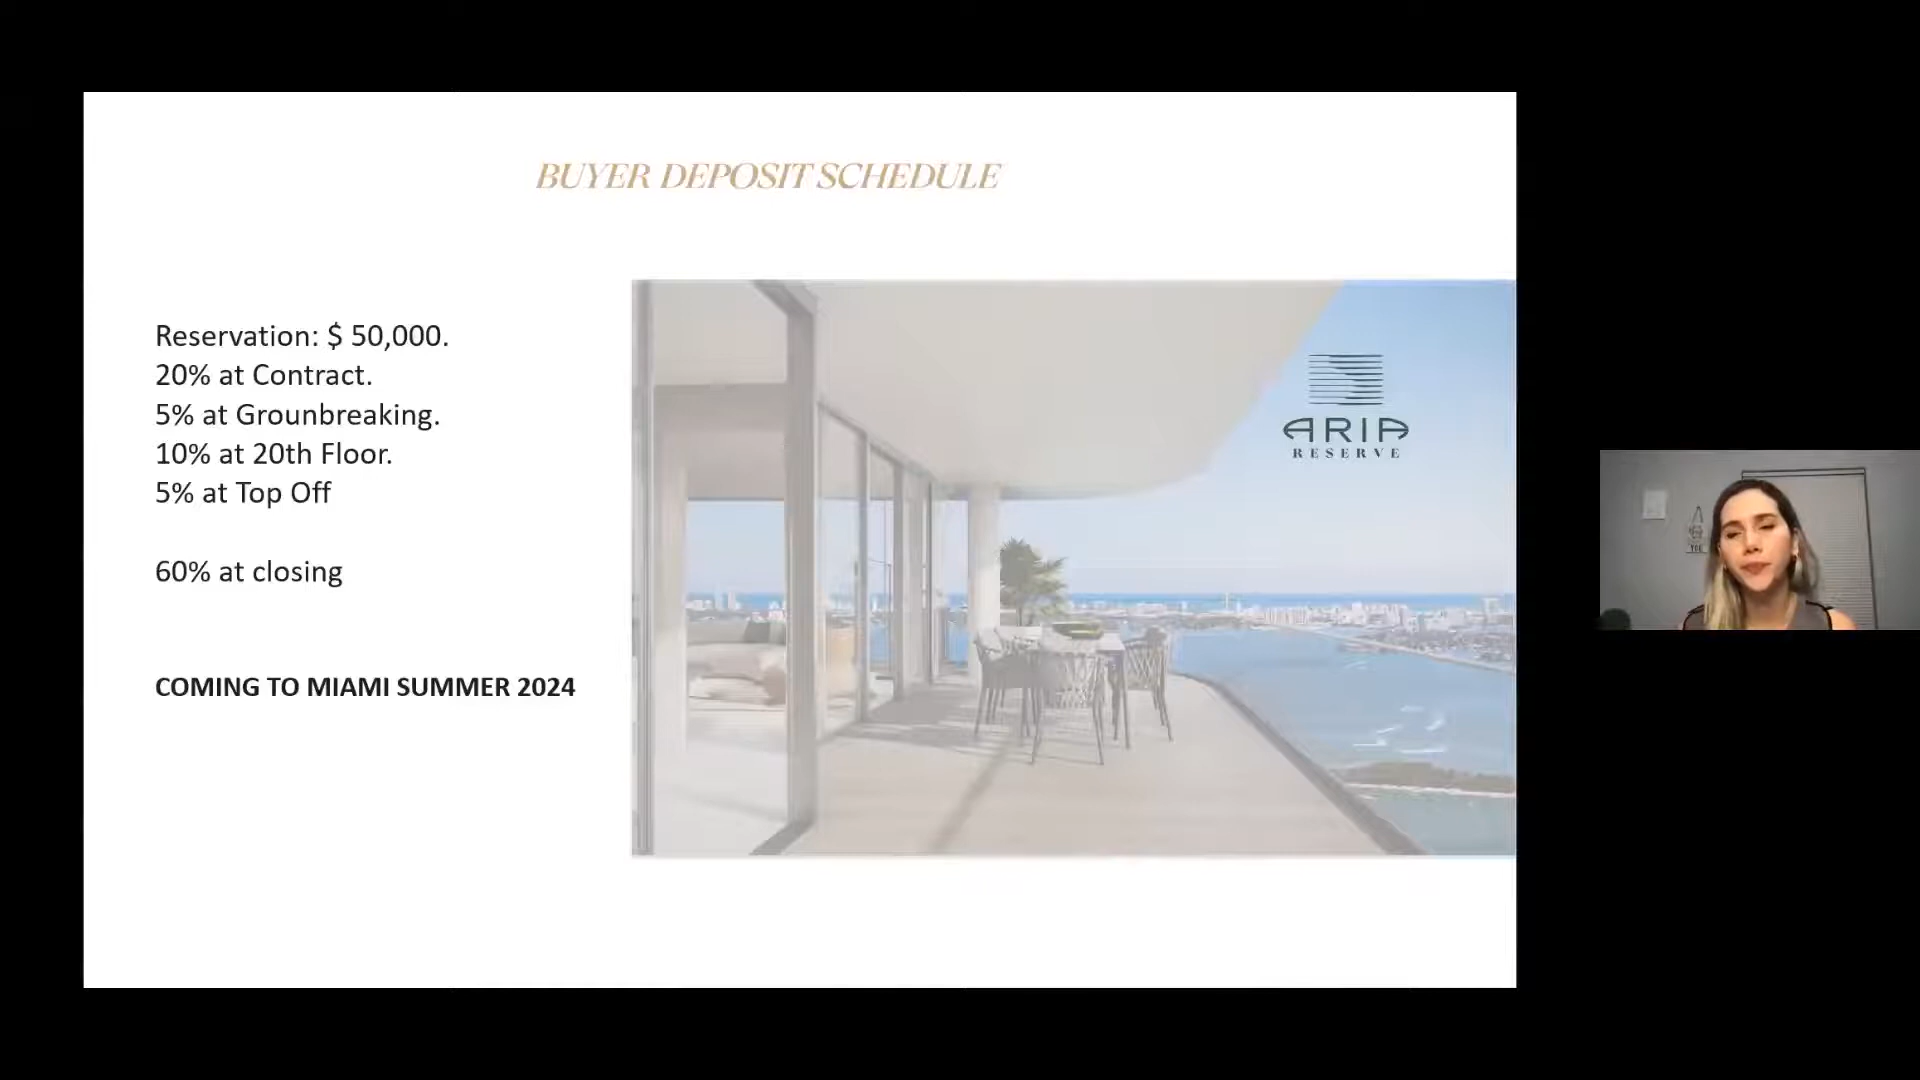 BUYER DEPOSIT SCHEDULE
Reservation: $ 50,000.
20% at Contract.
5% at Grounbreaking.
10% at 20th Floor.
5% at Top Off
60% at closing
COMING TO MIAMI SUMMER 2024
ARIA
RESERVE